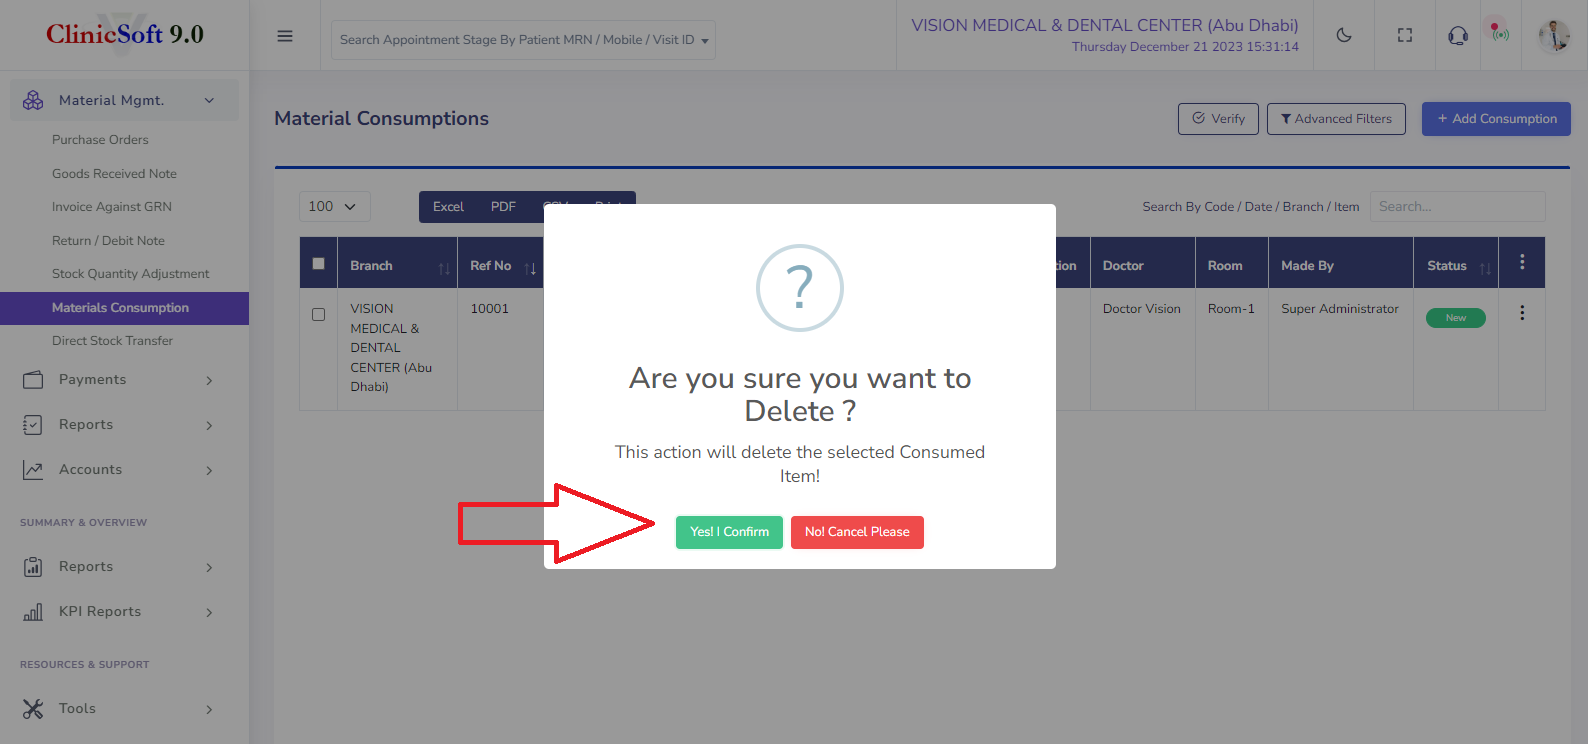 ClinicSoft 9.0
Search Appointment Stage By Patient MRN / Mobile / Visit ID
VISION MEDICAL & DENTAL CENTER (Abu Dhabi)
Thursday December 21 2023 15:31:14
Material Mgmt.
Purchase Orders
Goods Received Note
Invoice Against GRN
Return / Debit Note
Stock Quantity Adjustment
Materials Consumption
Direct Stock Transfer
Payments
Reports
Accounts
SUMMARY & OVERVIEW
Reports
KPI Reports
RESOURCES & SUPPORT
Tools
Material Consumptions
Verify
Advanced Filters
+ Add Consumption
100
Excel PDF
Search By Code / Date / Branch / Item
Search...
Branch Ref No tion Doctor Room Made By Status
VISION
MEDICAL &
DENTAL
CENTER (Abu
Dhabi)
10001
Doctor Vision
Room-1
Super Administrator
New
?
Are you sure you want to
Delete ?
This action will delete the selected Consumed
Item!
Yes! I Confirm
No! Cancel Please